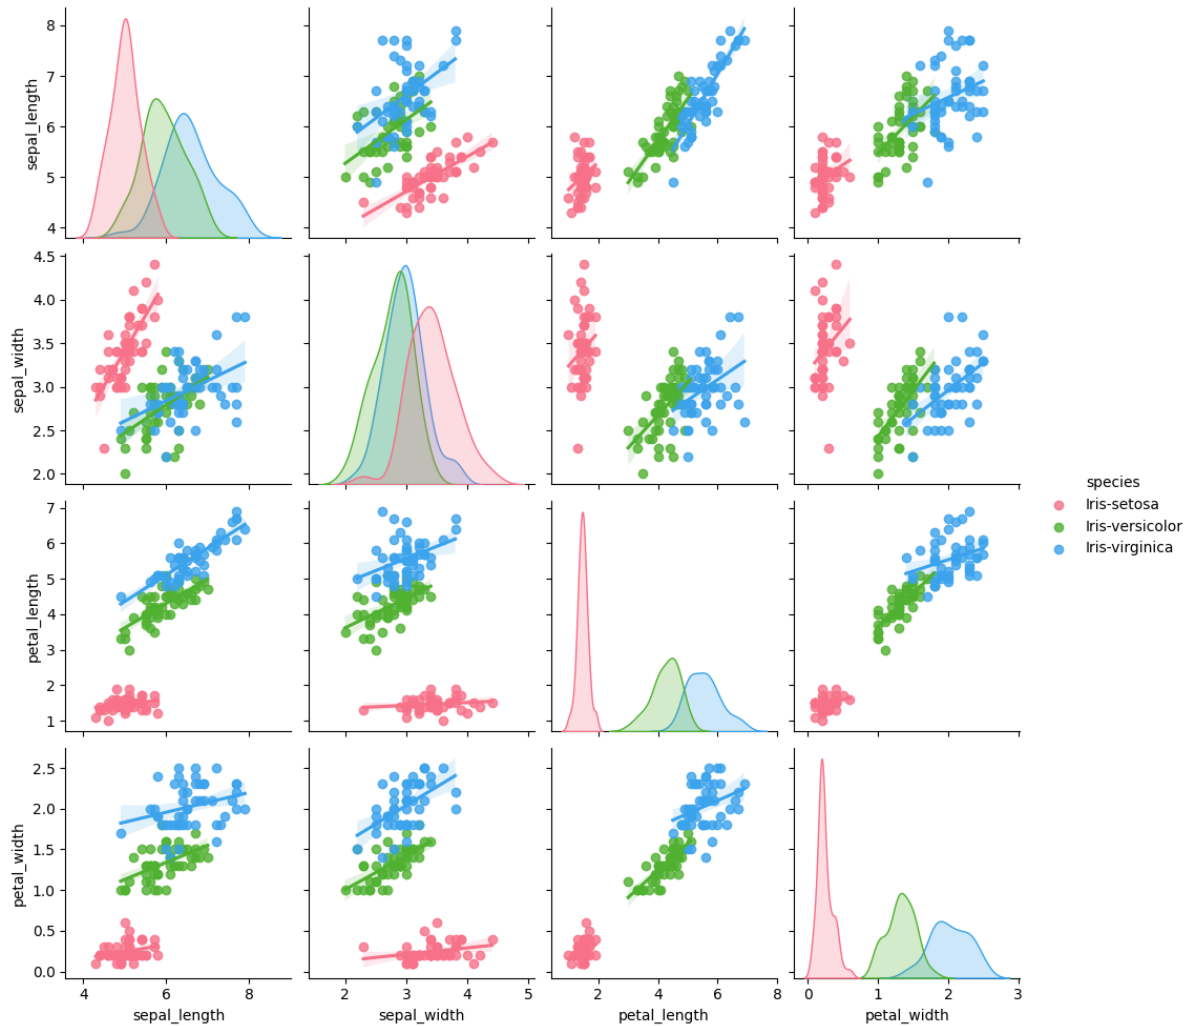 8
7
6
5
4
sepal_length
4.5
4.0
3.5
3.0
2.5
2.0
sepal_width
species
Iris-setosa
Iris-versicolor
Iris-virginica
7
6
5
4
3
2
1
petal_length
2.5
2.0
1.5
1.0
0.5
0.0
petal_width
4 6 8
2 3 4 5
2 4 6 8
0 1 2 3
sepal_length sepal_width petal_length petal_width